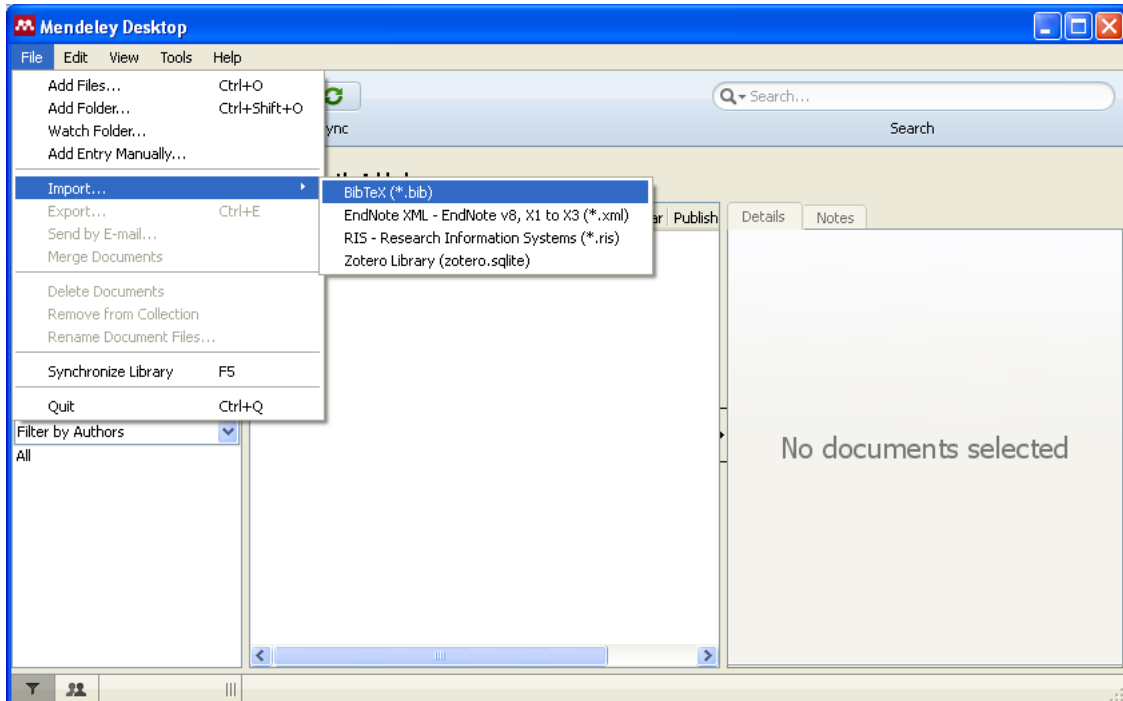 Mendeley Desktop
File Edit View Tools Help
Add Files... Ctrl+O
Add Folder... Ctrl+Shift+O
Watch Folder...
Add Entry Manually...
Import...
Export... Ctrl+E
Send by E-mail...
Merge Documents
Delete Documents
Remove from Collection
Rename Document Files...
Synchronize Library F5
Quit Ctrl+Q
BibTeX (*.bib)
EndNote XML - EndNote v8, X1 to X3 (*.xml)
RIS - Research Information Systems (*.ris)
Zotero Library (zotero.sqlite)
ync
Search...
Search
ar Publish
Details Notes
No documents selected
Filter by Authors
All